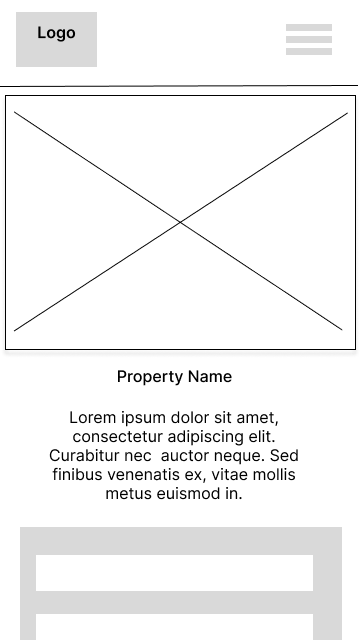 Logo
Property Name
Lorem ipsum dolor sit amet,
consectetur adipiscing elit.
Curabitur nec  auctor neque. Sed
finibus venenatis ex, vitae mollis
metus euismod in.